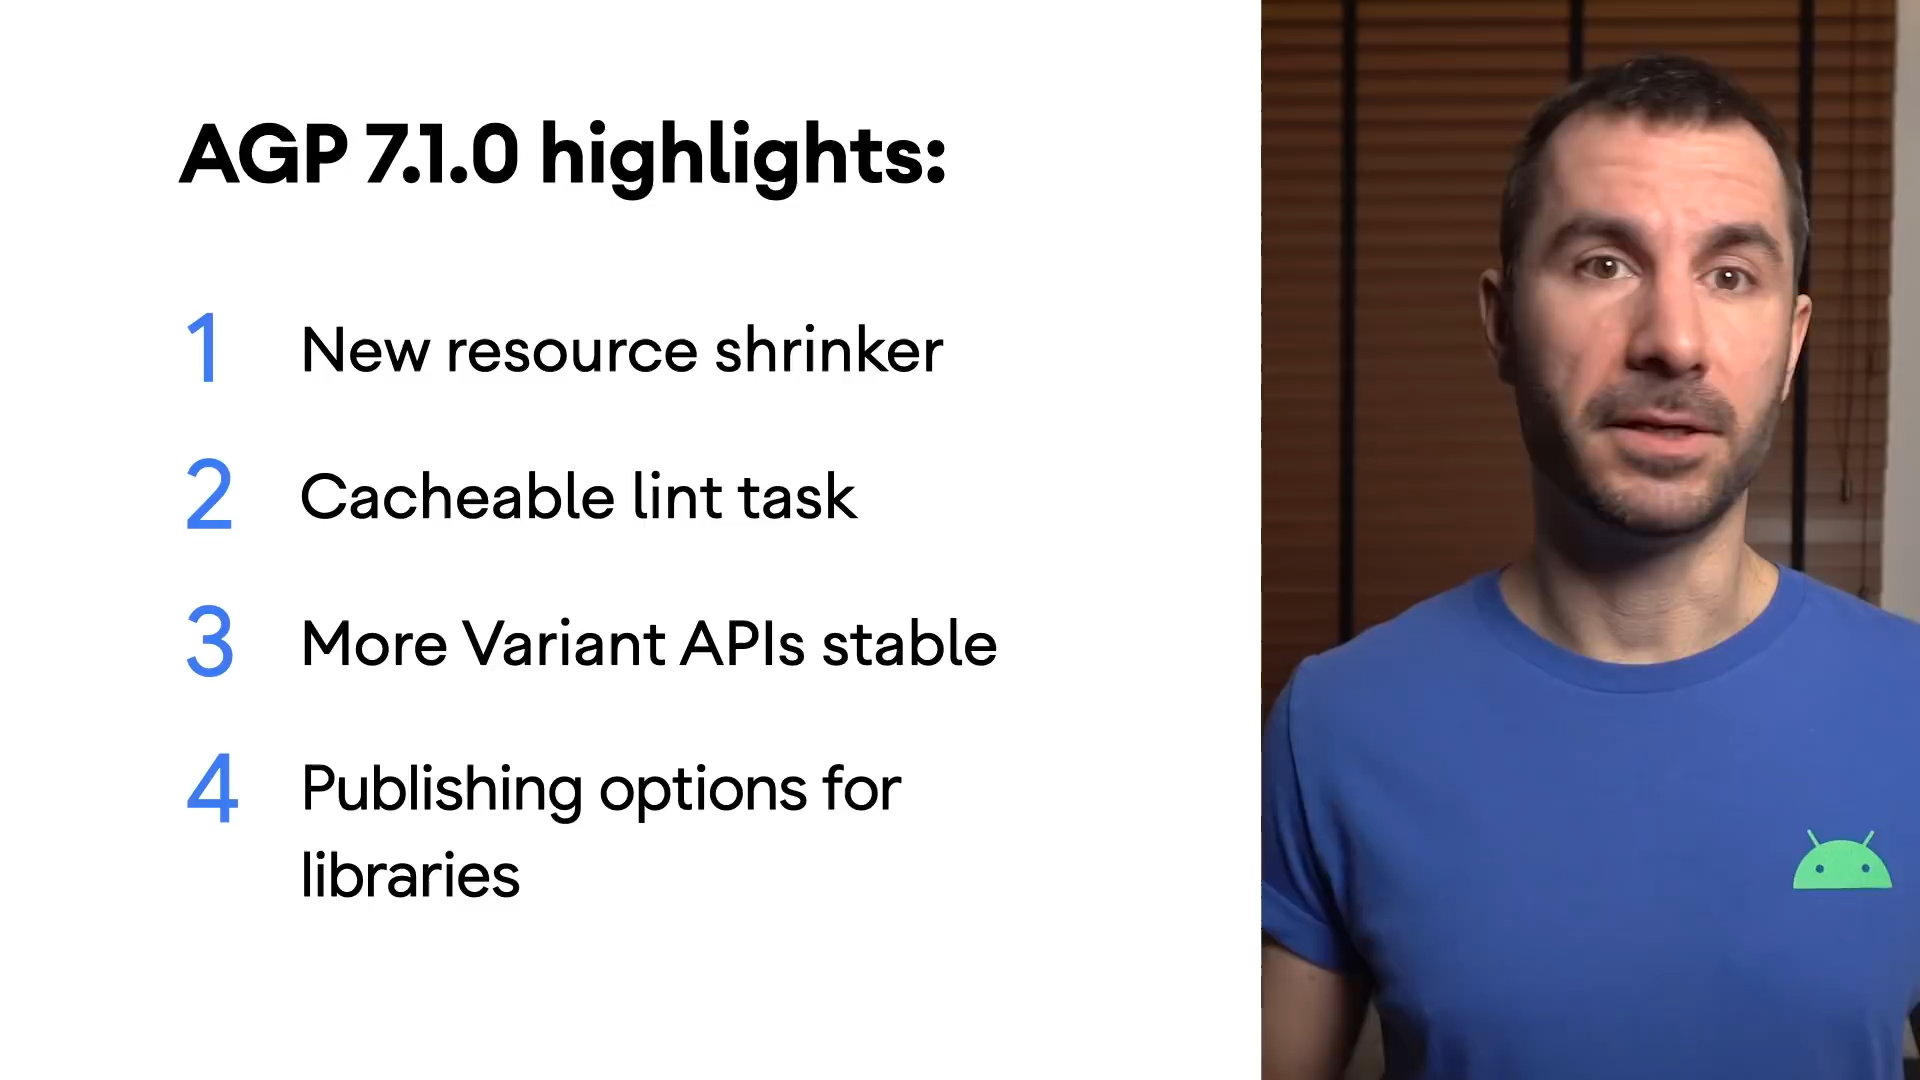 AGP 7.1.0 highlights:
1 New resource shrinker
2 Cacheable lint task
3 More Variant APIs stable
4 Publishing options for
libraries